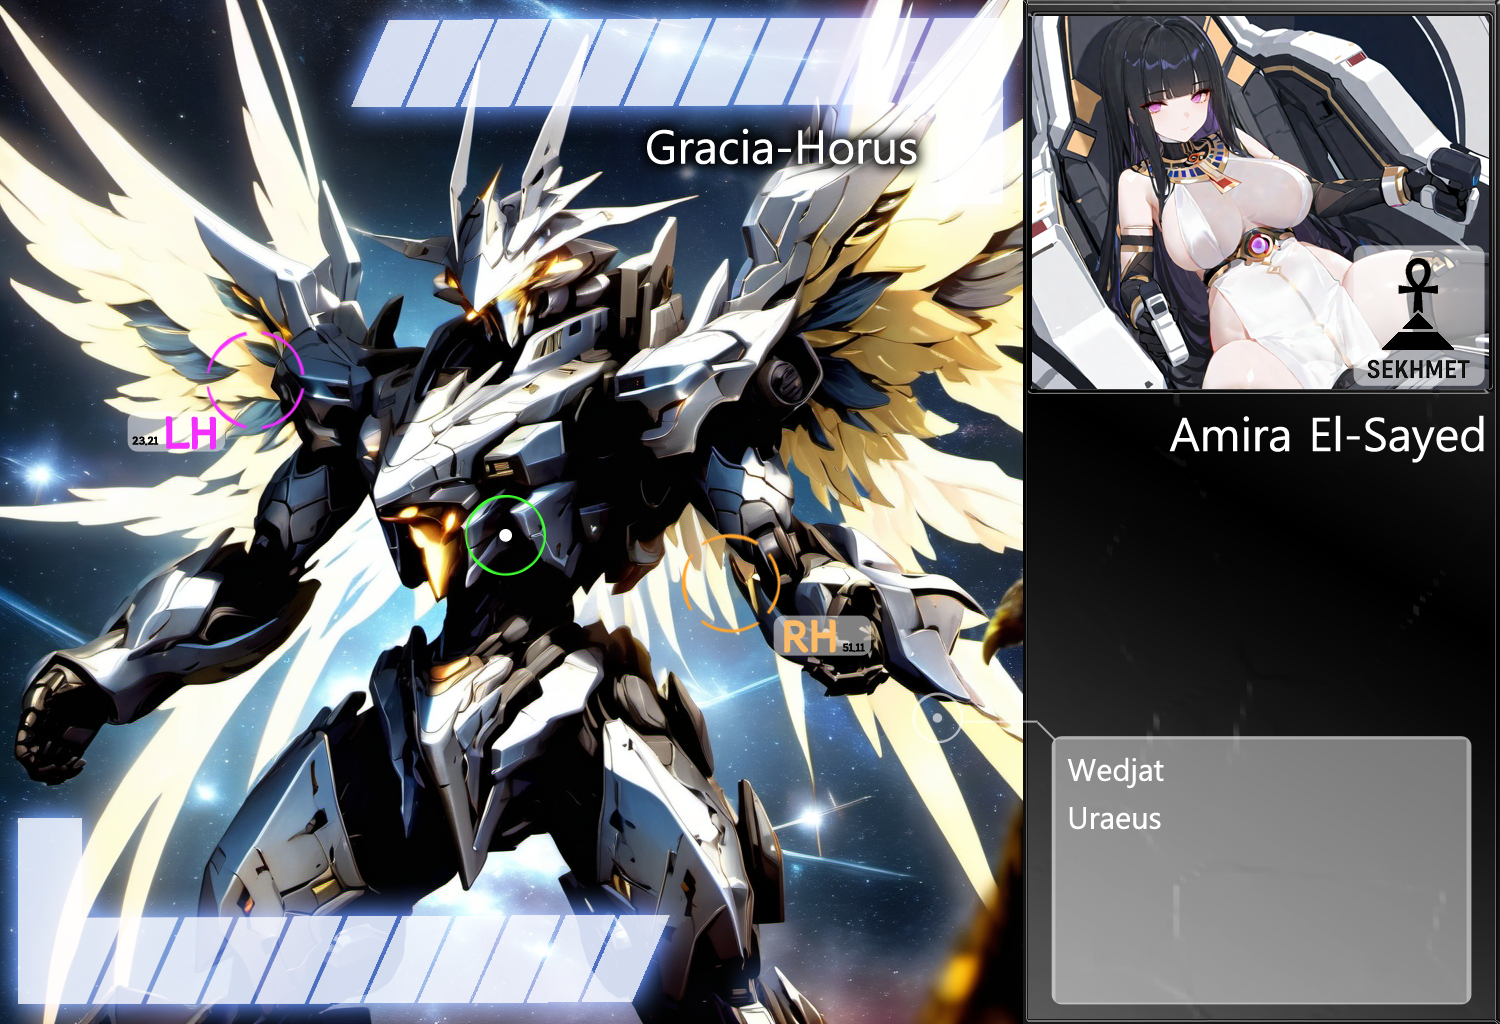 Gracia-Horus
SEKHMET
Amira El-Sayed
23,21 LH
RH 51,11
Wedjat
Uraeus